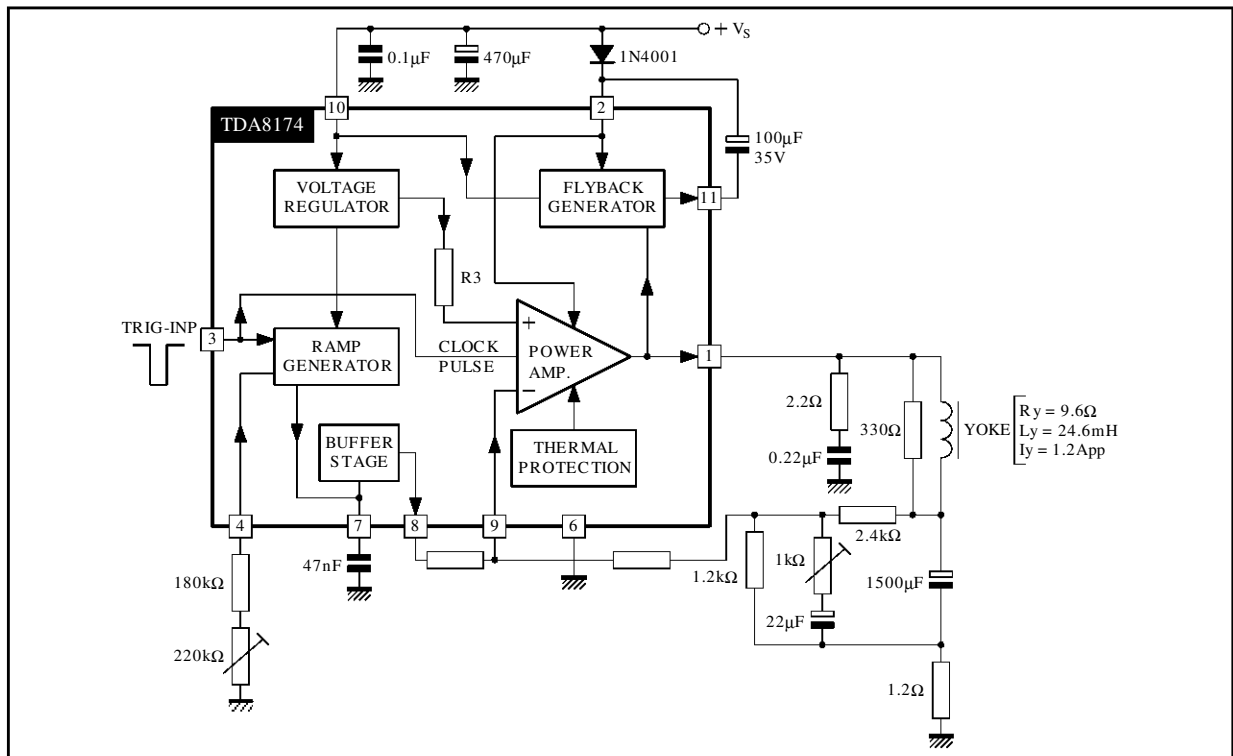 + VS
0.1µF
470µF
1N4001
10
2
TDA8174
100µF
35V
VOLTAGE
REGULATOR
FLYBACK
GENERATOR
11
R3
TRIG-INP
3
RAMP
GENERATOR
CLOCK
PULSE
+
POWER
AMP.
−
1
2.2Ω
330Ω
YOKE
Ry = 9.6Ω
Ly = 24.6mH
Iy = 1.2App
BUFFER
STAGE
THERMAL
PROTECTION
0.22µF
4
7
8
9
6
2.4kΩ
47nF
180kΩ
1.2kΩ
1kΩ
1500µF
22µF
220kΩ
1.2Ω